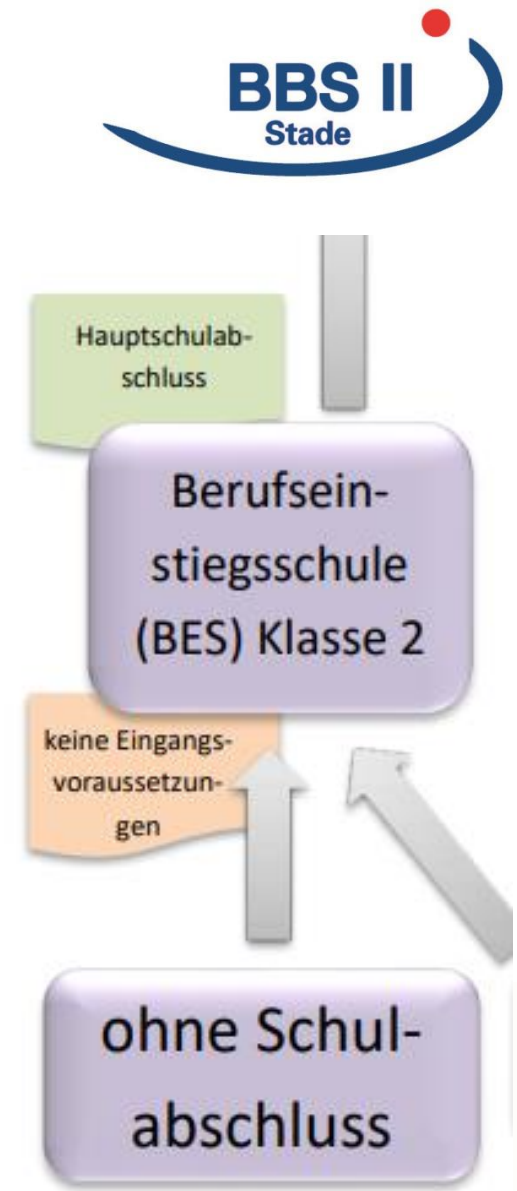 BBS II
Stade
Hauptschulab-
schluss
Berufsein-
stiegsschule
(BES) Klasse 2
keine Eingangs-
voraussetzun-
gen
ohne Schul-
abschluss